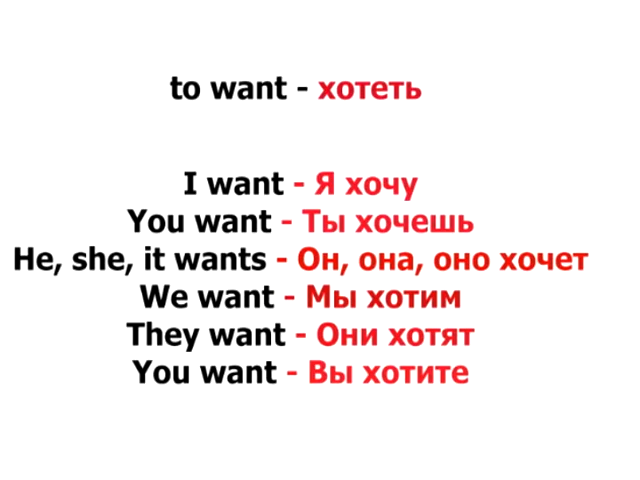 to want - хотеть
I want - Я хочу
You want - Ты хочешь
He, she, it wants - Он, она, оно хочет
We want - Мы хотим
They want - Они хотят
You want - Вы хотите